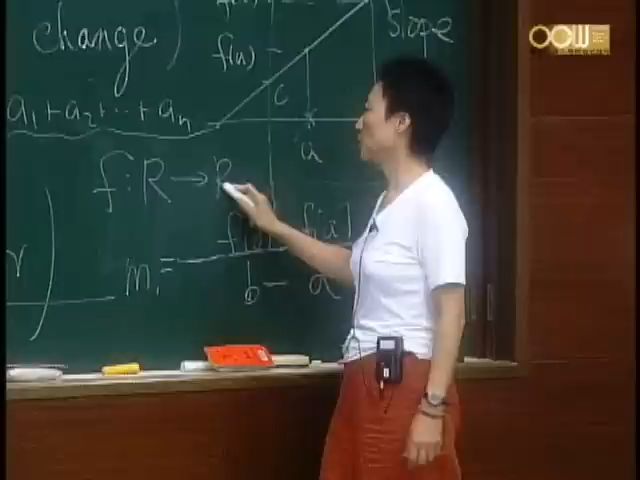 OCW
change)
f(a)
Slope
c
a
a₁+a₂+⋯+aₙ
f:R→R
m =
b − a
r